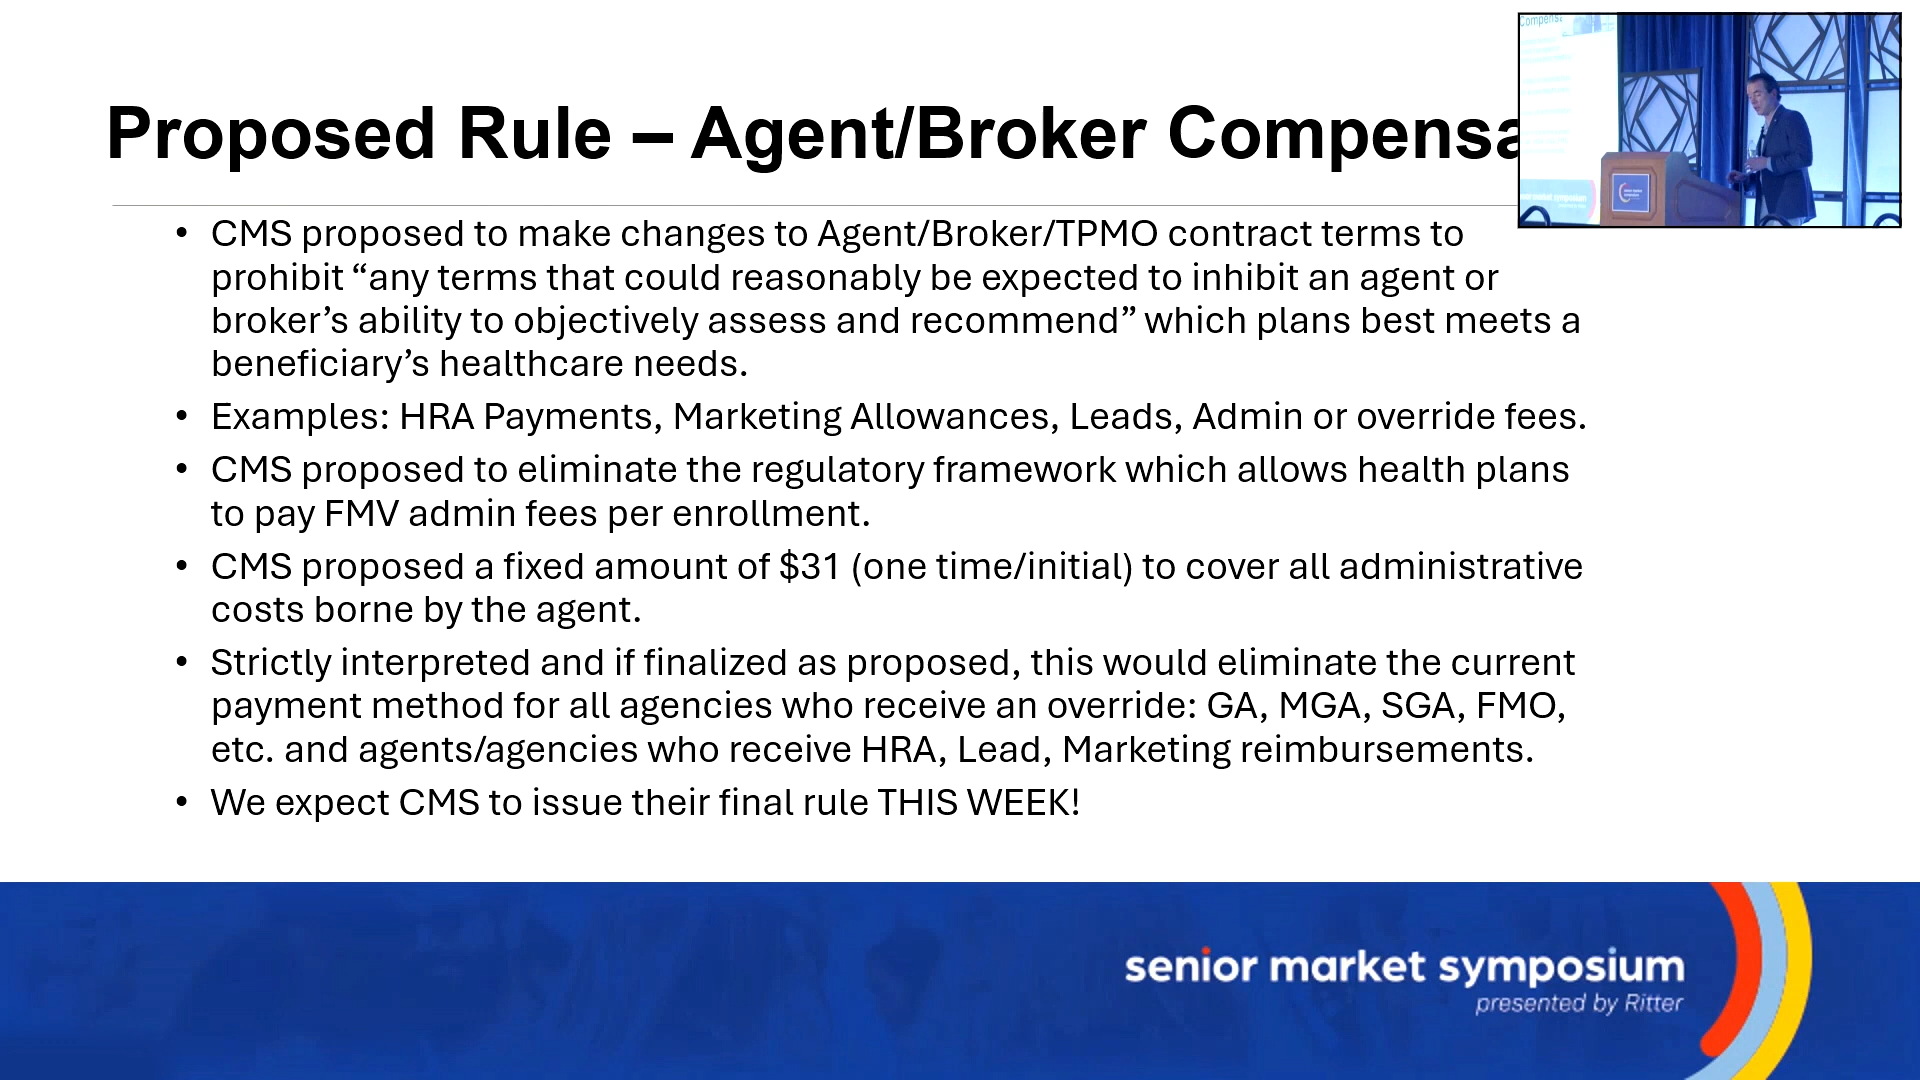 Proposed Rule – Agent/Broker Compensa
• CMS proposed to make changes to Agent/Broker/TPMO contract terms to
prohibit “any terms that could reasonably be expected to inhibit an agent or
broker’s ability to objectively assess and recommend” which plans best meets a
beneficiary’s healthcare needs.
• Examples: HRA Payments, Marketing Allowances, Leads, Admin or override fees.
• CMS proposed to eliminate the regulatory framework which allows health plans
to pay FMV admin fees per enrollment.
• CMS proposed a fixed amount of $31 (one time/initial) to cover all administrative
costs borne by the agent.
• Strictly interpreted and if finalized as proposed, this would eliminate the current
payment method for all agencies who receive an override: GA, MGA, SGA, FMO,
etc. and agents/agencies who receive HRA, Lead, Marketing reimbursements.
• We expect CMS to issue their final rule THIS WEEK!
senior market symposium
presented by Ritter